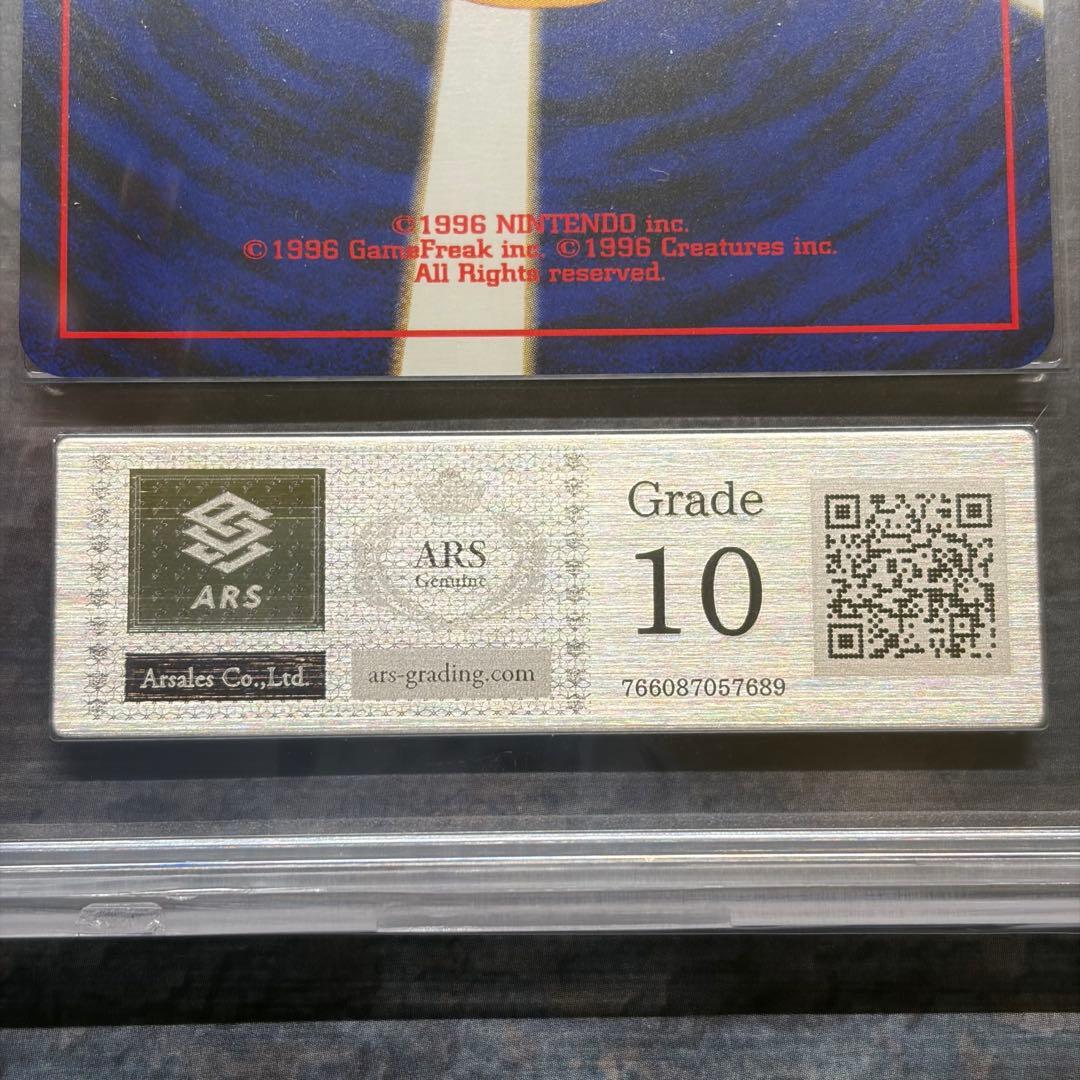 ©1996 NINTENDO inc.
©1996 GameFreak inc. ©1996 Creatures inc.
All Rights reserved.
ARS
Arsales Co.,Ltd.
ARS
Genuine
ars-grading.com
Grade
10
766087057689